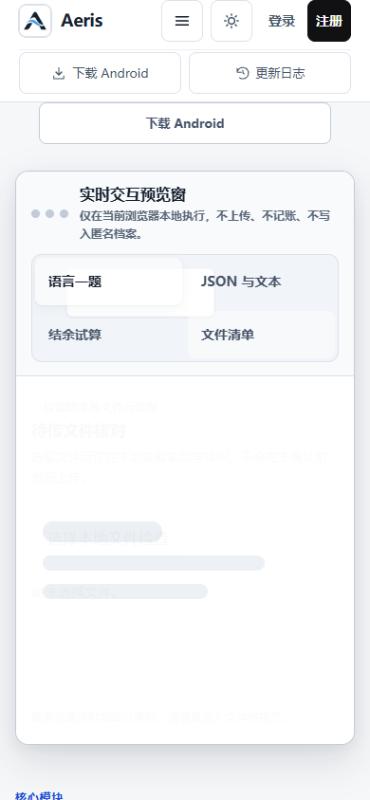 Aeris
登录
注册
下载 Android
更新日志
下载 Android
实时交互预览窗
仅在当前浏览器本地执行，不上传、不记账、不写
入匿名档案。
语言一题
JSON 与文本
结余试算
文件清单
待传文件核对
核心模块